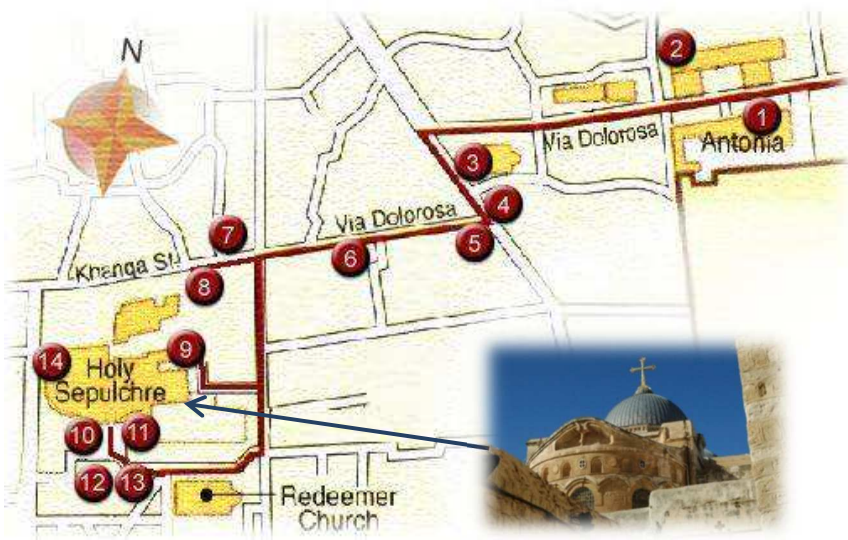 N
2
1
Via Dolorosa
Antonia
3
4
Via Dolorosa
5
7
6
Khanqa St
8
9
14
Holy
Sepulchre
10
11
12
13
Redeemer
Church